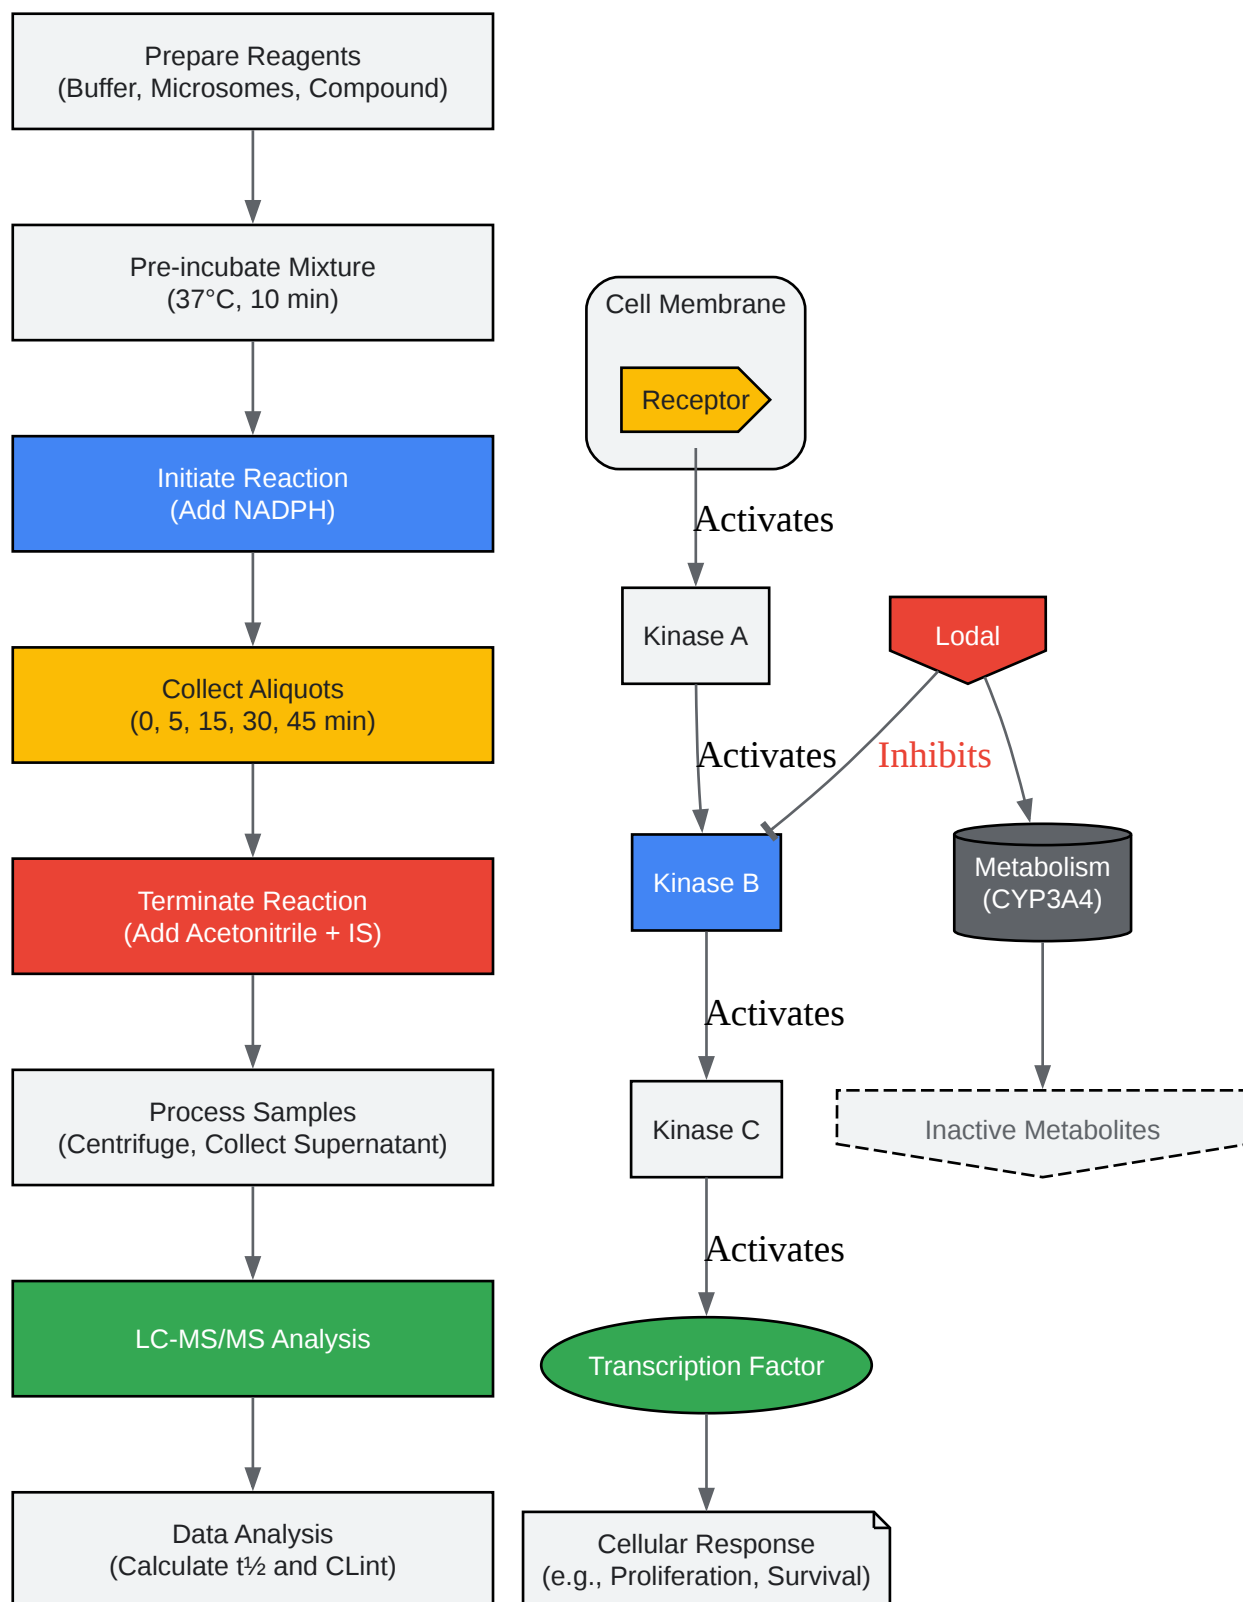 Prepare Reagents
(Buffer, Microsomes, Compound)
Pre-incubate Mixture
(37°C, 10 min)
Initiate Reaction
(Add NADPH)
Collect Aliquots
(0, 5, 15, 30, 45 min)
Terminate Reaction
(Add Acetonitrile + IS)
Process Samples
(Centrifuge, Collect Supernatant)
LC-MS/MS Analysis
Data Analysis
(Calculate t½ and CLint)
Cell Membrane
Receptor
Activates
Kinase A
Lodal
Activates
Inhibits
Kinase B
Metabolism
(CYP3A4)
Activates
Kinase C
Inactive Metabolites
Activates
Transcription Factor
Cellular Response
(e.g., Proliferation, Survival)